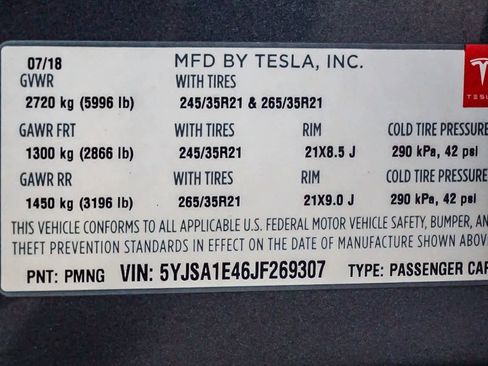 07/18 MFD BY TESLA, INC.
GVWR WITH TIRES
2720 kg (5996 lb) 245/35R21 & 265/35R21
TESLA
GAWR FRT WITH TIRES RIM COLD TIRE PRESSURE
1300 kg (2866 lb) 245/35R21 21X8.5 J 290 kPa, 42 psi
GAWR RR WITH TIRES RIM COLD TIRE PRESSURE
1450 kg (3196 lb) 265/35R21 21X9.0 J 290 kPa, 42 psi
THIS VEHICLE CONFORMS TO ALL APPLICABLE U.S. FEDERAL MOTOR VEHICLE SAFETY, BUMPER, AN
THEFT PREVENTION STANDARDS IN EFFECT ON THE DATE OF MANUFACTURE SHOWN ABOVE
PNT: PMNG VIN: 5YJSA1E46JF269307 TYPE: PASSENGER CAR